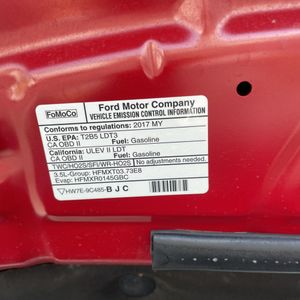 FoMoCo
Ford Motor Company
VEHICLE EMISSION CONTROL INFORMATION
Conforms to regulations: 2017 MY
U.S. EPA: T2B5 LDT3
CA OBD II Fuel: Gasoline
California: ULEV II LDT
CA OBD II Fuel: Gasoline
TWC/HO2S/SFI/WR-HO2S No adjustments needed.
3.5L-Group: HFMXT03.73E8
Evap: HFMXR0145GBC
HW7E-9C485-BJC